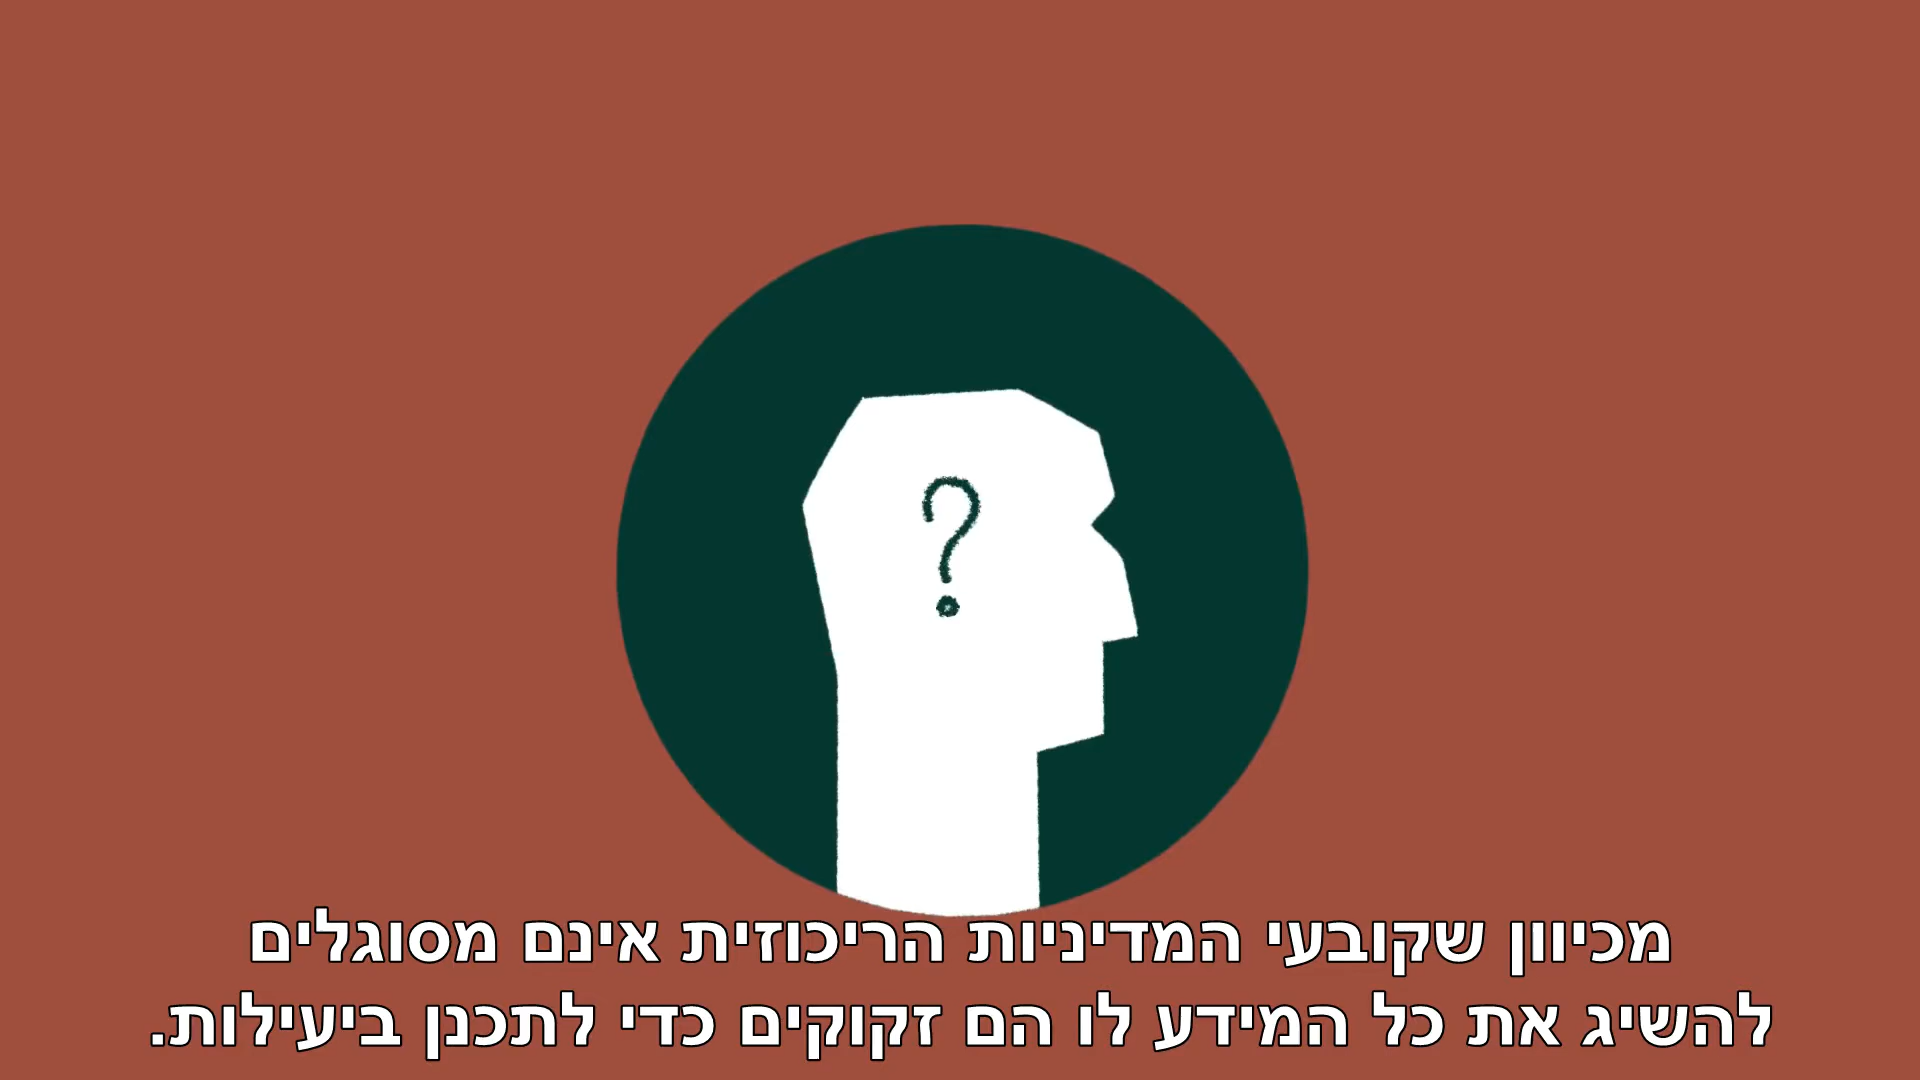 ?
מכיוון שקובעי המדיניות הריכוזית אינם מסוגלים
להשיג את כל המידע לו הם זקוקים כדי לתכנן ביעילות.